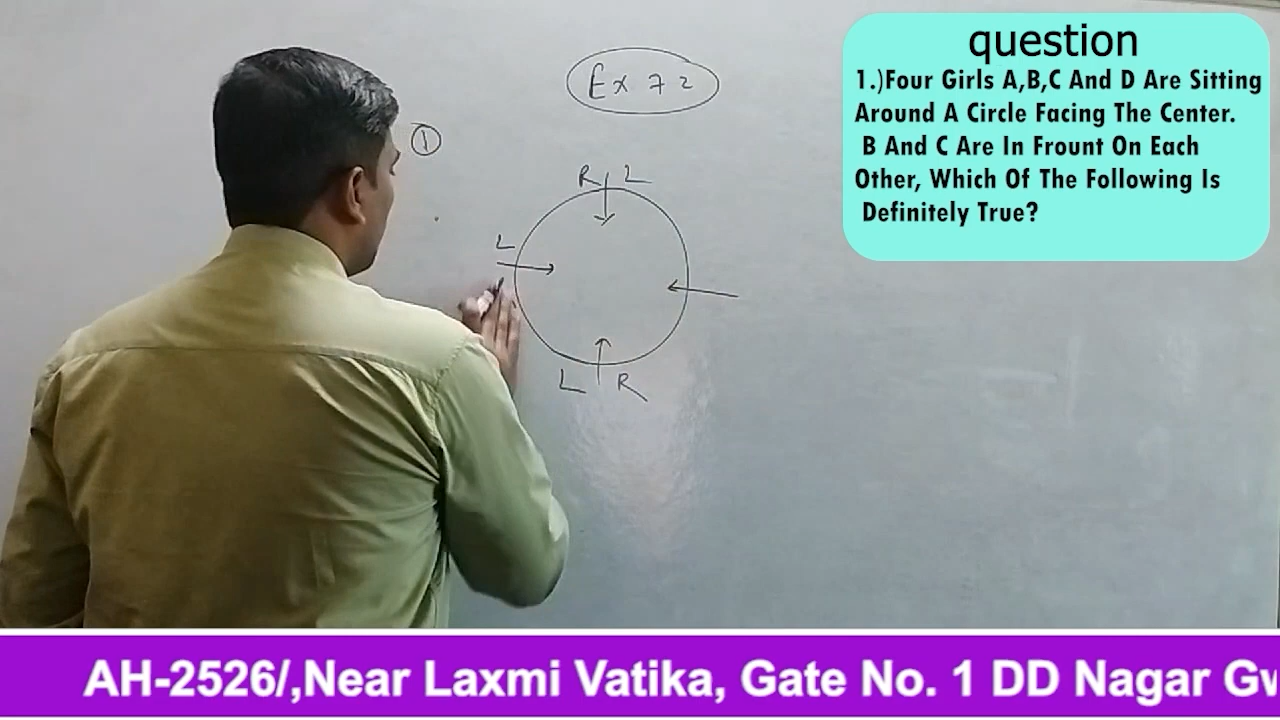 Ex 72
1
R L
L
L R
question
1.)Four Girls A,B,C And D Are Sitting
Around A Circle Facing The Center.
B And C Are In Frount On Each
Other, Which Of The Following Is
Definitely True?
AH-2526/,Near Laxmi Vatika, Gate No. 1 DD Nagar